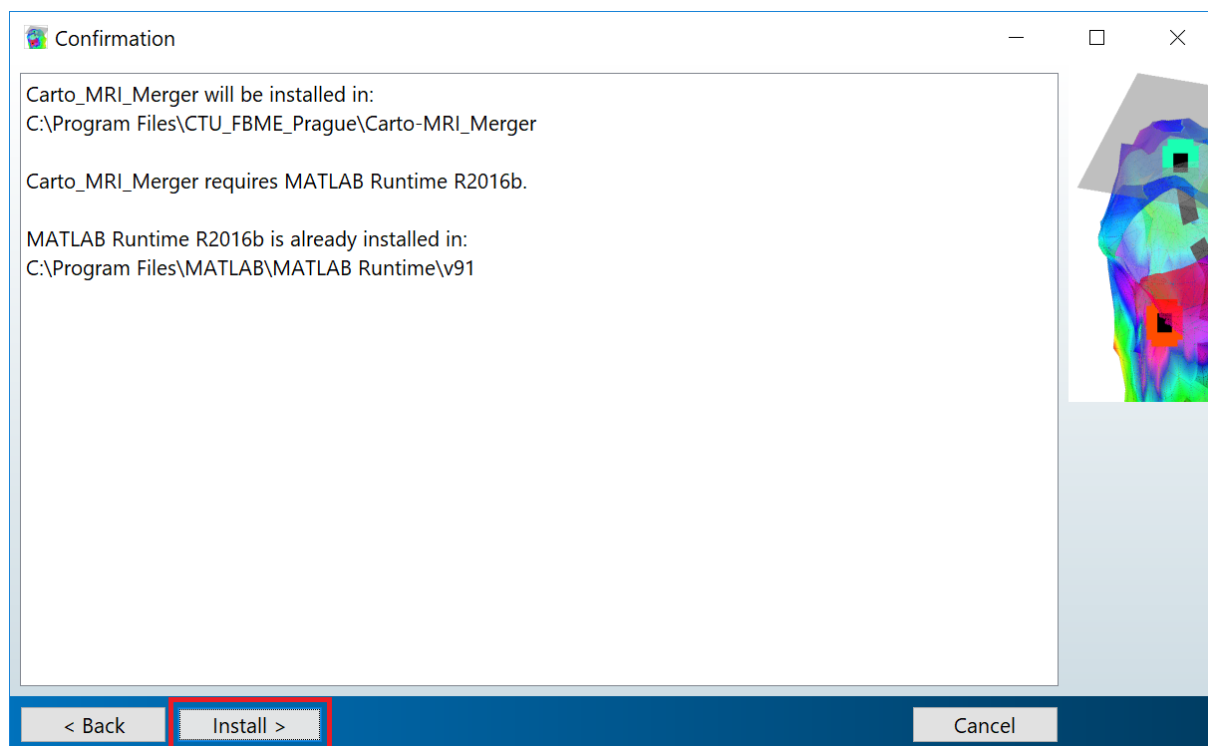 Confirmation
Carto_MRI_Merger will be installed in:
C:\Program Files\CTU_FBME_Prague\Carto-MRI_Merger
Carto_MRI_Merger requires MATLAB Runtime R2016b.
MATLAB Runtime R2016b is already installed in:
C:\Program Files\MATLAB\MATLAB Runtime\v91
< Back
Install >
Cancel